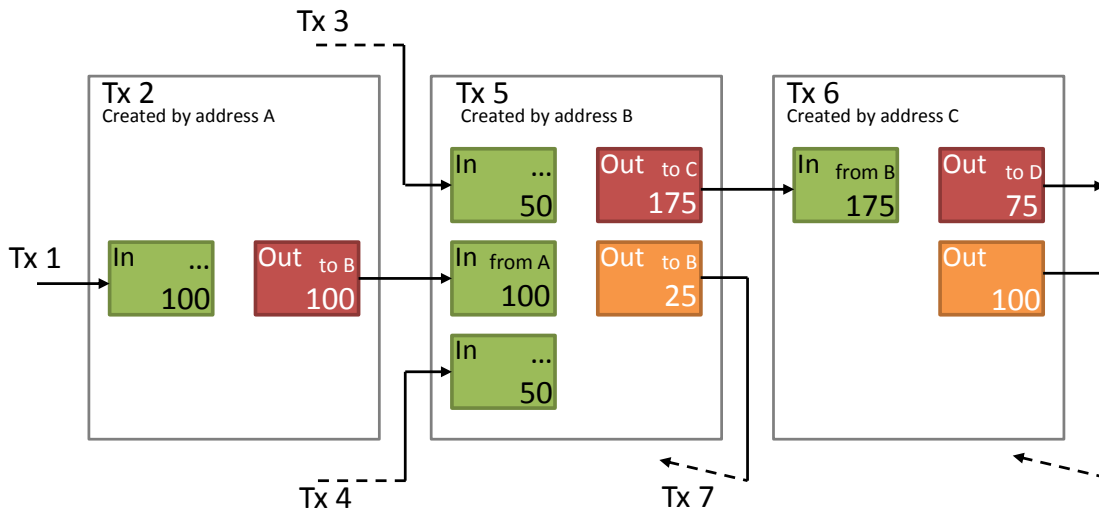 Tx 3
Tx 2
Created by address A
Tx 5
Created by address B
Tx 6
Created by address C
In ...
50
Out to C
175
In from B
175
Out to D
75
Tx 1
In ...
100
Out to B
100
In from A
100
Out to B
25
Out
100
In ...
50
Tx 4
Tx 7